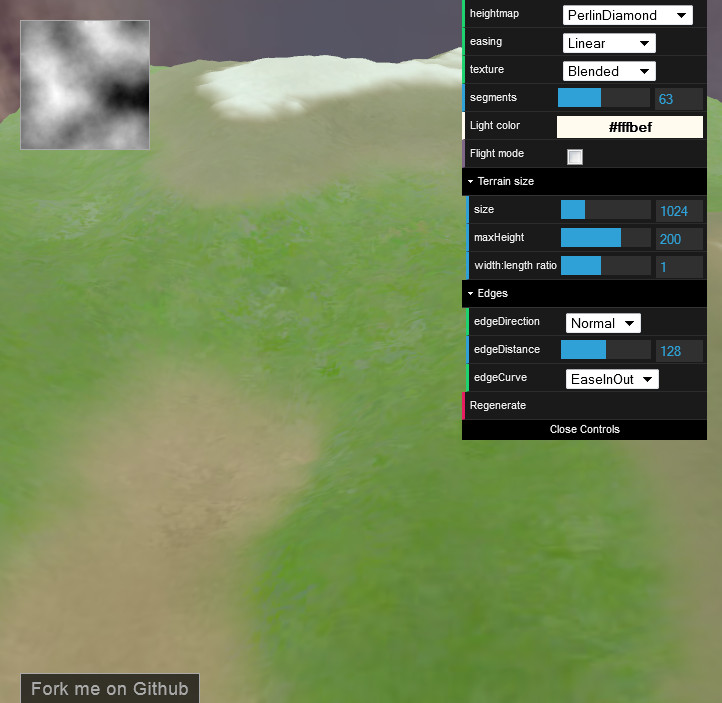 heightmap PerlinDiamond
easing Linear
texture Blended
segments 63
Light color #fffbef
Flight mode
Terrain size
size 1024
maxHeight 200
width:length ratio 1
Edges
edgeDirection Normal
edgeDistance 128
edgeCurve EaseInOut
Regenerate
Close Controls
Fork me on Github